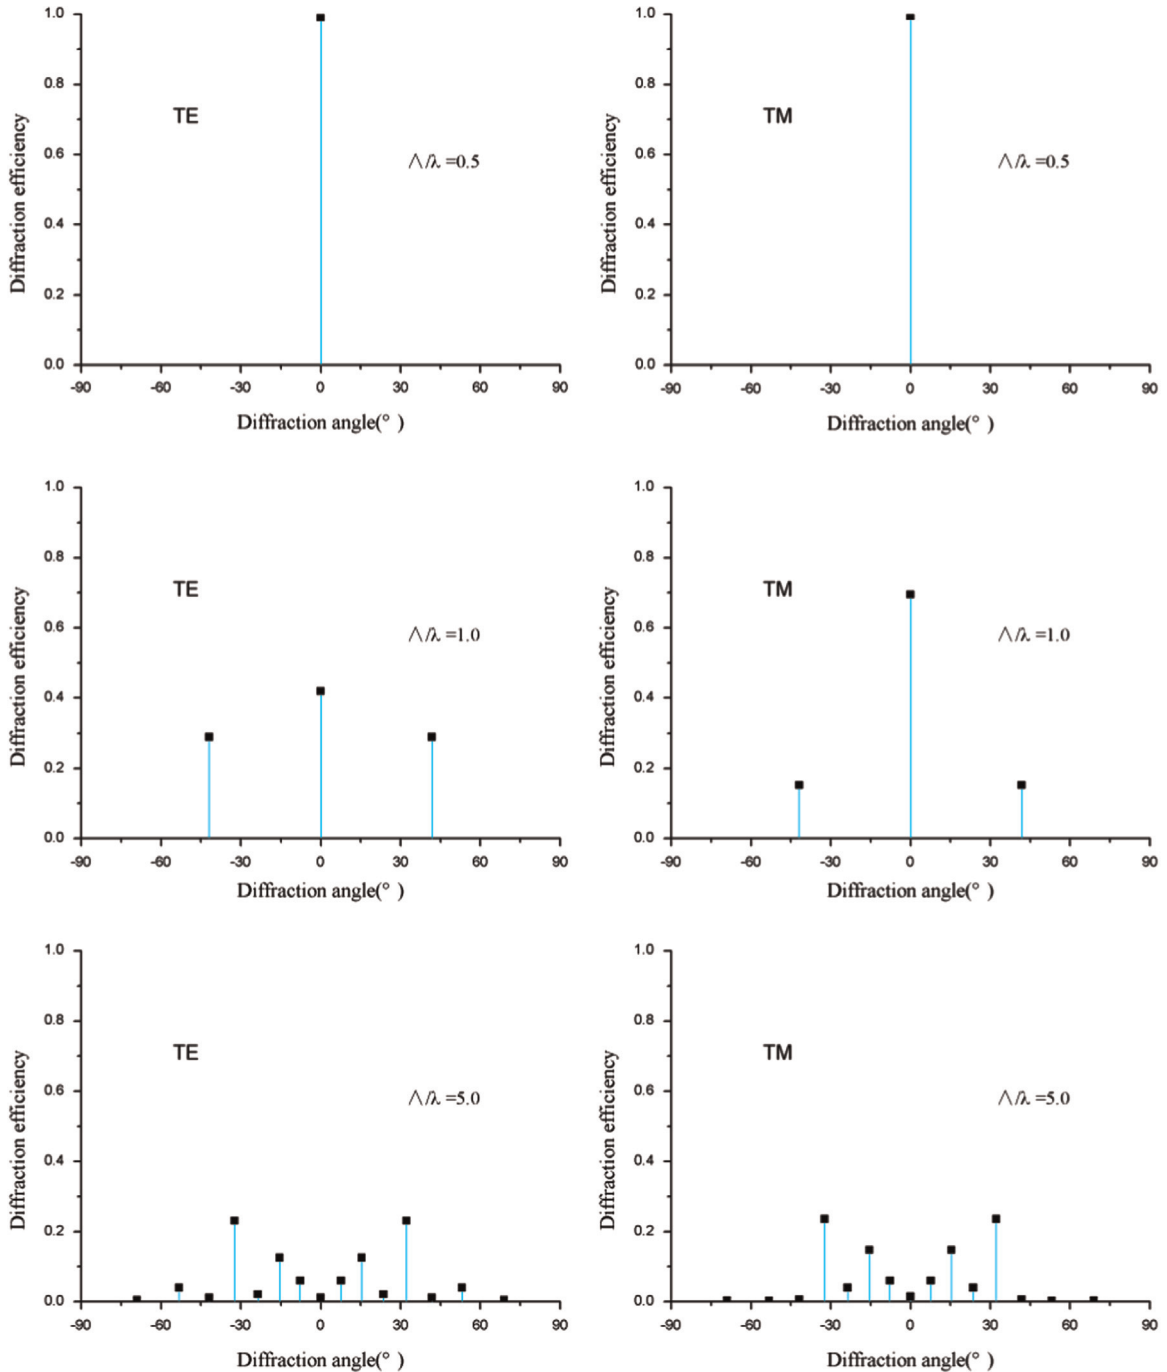 1.0
0.8
0.6
0.4
0.2
0.0
Diffraction efficiency
TE
∧/λ =0.5
-90 -60 -30 0 30 60 90
Diffraction angle(° )
1.0
0.8
0.6
0.4
0.2
0.0
Diffraction efficiency
TM
∧/λ =0.5
-90 -60 -30 0 30 60 90
Diffraction angle(° )
1.0
0.8
0.6
0.4
0.2
0.0
Diffraction efficiency
TE
∧/λ =1.0
-90 -60 -30 0 30 60 90
Diffraction angle(° )
1.0
0.8
0.6
0.4
0.2
0.0
Diffraction efficiency
TM
∧/λ =1.0
-90 -60 -30 0 30 60 90
Diffraction angle(° )
1.0
0.8
0.6
0.4
0.2
0.0
Diffraction efficiency
TE
∧/λ =5.0
-90 -60 -30 0 30 60 90
Diffraction angle(° )
1.0
0.8
0.6
0.4
0.2
0.0
Diffraction efficiency
TM
∧/λ =5.0
-90 -60 -30 0 30 60 90
Diffraction angle(° )